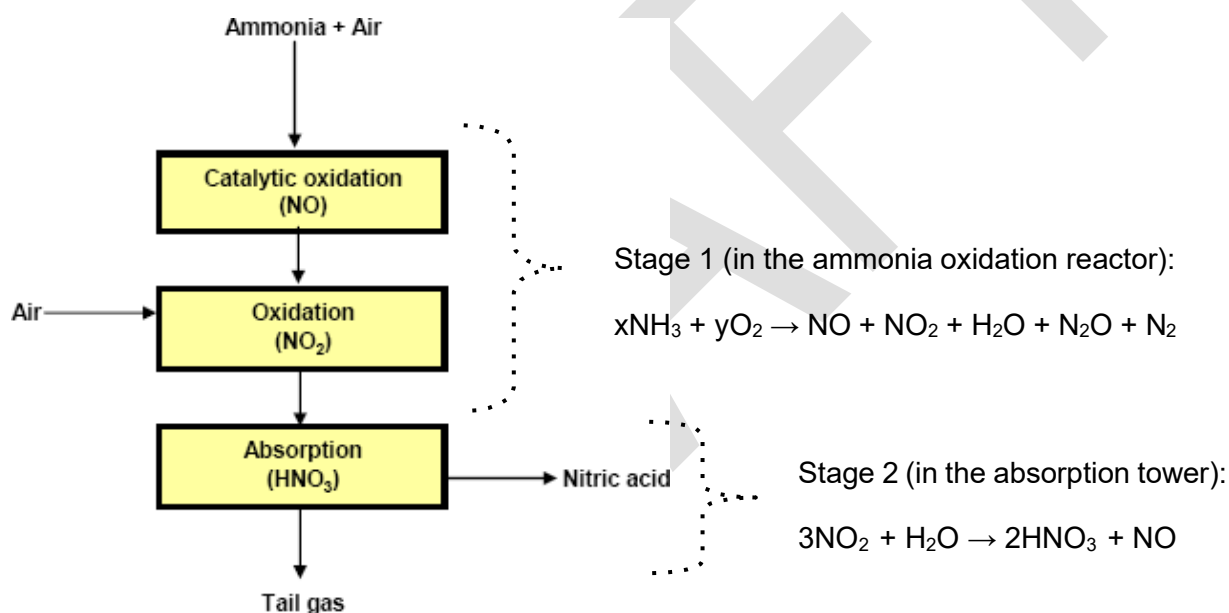 Ammonia + Air
Catalytic oxidation
(NO)
Air
Oxidation
(NO₂)
Absorption
(HNO₃)
Nitric acid
Tail gas
Stage 1 (in the ammonia oxidation reactor):
xNH₃ + yO₂ → NO + NO₂ + H₂O + N₂O + N₂
Stage 2 (in the absorption tower):
3NO₂ + H₂O → 2HNO₃ + NO